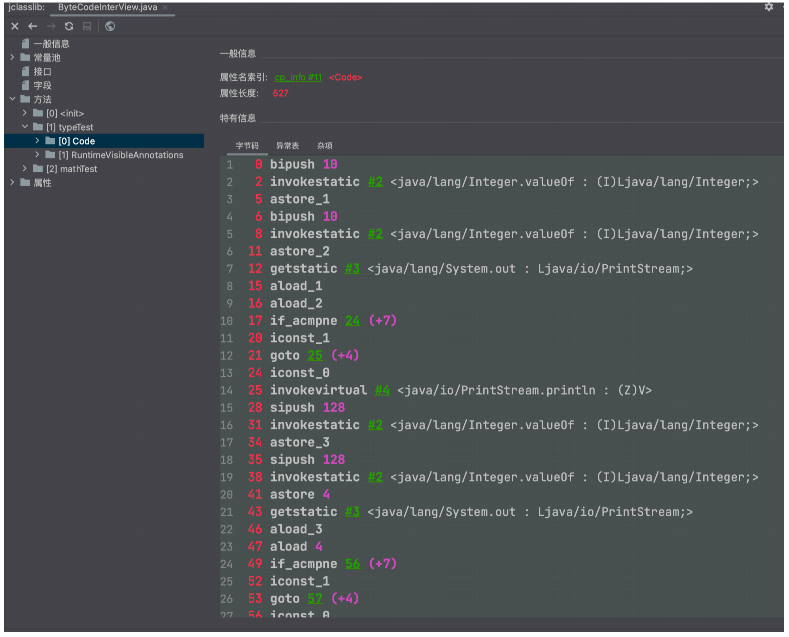 jclasslib: ByteCodeInterView.java ×
一般信息
常量池
接口
字段
方法
[0] <init>
[1] typeTest
[0] Code
[1] RuntimeVisibleAnnotations
[2] mathTest
属性
一般信息
属性名索引: cp_info #11 <Code>
属性长度: 527
特有信息
字节码 异常表 杂项
1 0 bipush 10
2 2 invokestatic #2 <java/lang/Integer.valueOf : (I)Ljava/lang/Integer;>
3 5 astore_1
4 6 bipush 10
5 8 invokestatic #2 <java/lang/Integer.valueOf : (I)Ljava/lang/Integer;>
6 11 astore_2
7 12 getstatic #3 <java/lang/System.out : Ljava/io/PrintStream;>
8 15 aload_1
9 16 aload_2
10 17 if_acmpne 24 (+7)
11 20 iconst_1
12 21 goto 25 (+4)
13 24 iconst_0
14 25 invokevirtual #4 <java/io/PrintStream.println : (Z)V>
15 28 sipush 128
16 31 invokestatic #2 <java/lang/Integer.valueOf : (I)Ljava/lang/Integer;>
17 34 astore_3
18 35 sipush 128
19 38 invokestatic #2 <java/lang/Integer.valueOf : (I)Ljava/lang/Integer;>
20 41 astore 4
21 43 getstatic #3 <java/lang/System.out : Ljava/io/PrintStream;>
22 46 aload_3
23 47 aload 4
24 49 if_acmpne 56 (+7)
25 52 iconst_1
26 53 goto 57 (+4)
27 56 iconst_0